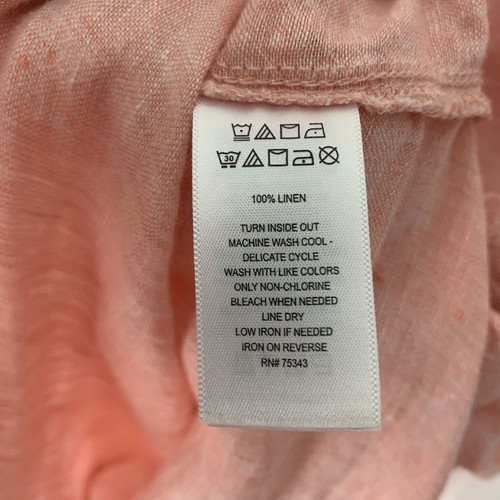 30
100% LINEN
TURN INSIDE OUT
MACHINE WASH COOL -
DELICATE CYCLE
WASH WITH LIKE COLORS
ONLY NON-CHLORINE
BLEACH WHEN NEEDED
LINE DRY
LOW IRON IF NEEDED
IRON ON REVERSE
RN# 75343